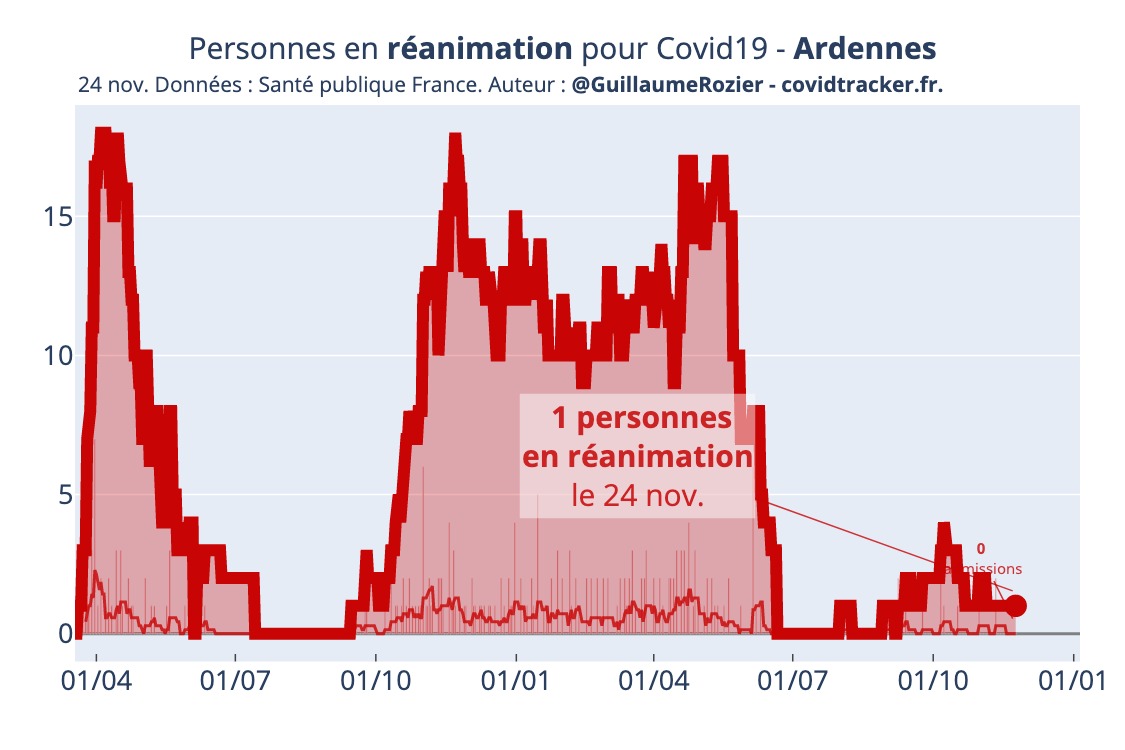 Personnes en réanimation pour Covid19 - Ardennes
24 nov. Données : Santé publique France. Auteur : @GuillaumeRozier - covidtracker.fr.
15
10
5
0
1 personnes
en réanimation
le 24 nov.
0
admissions
01/04 01/07 01/10 01/01 01/04 01/07 01/10 01/01